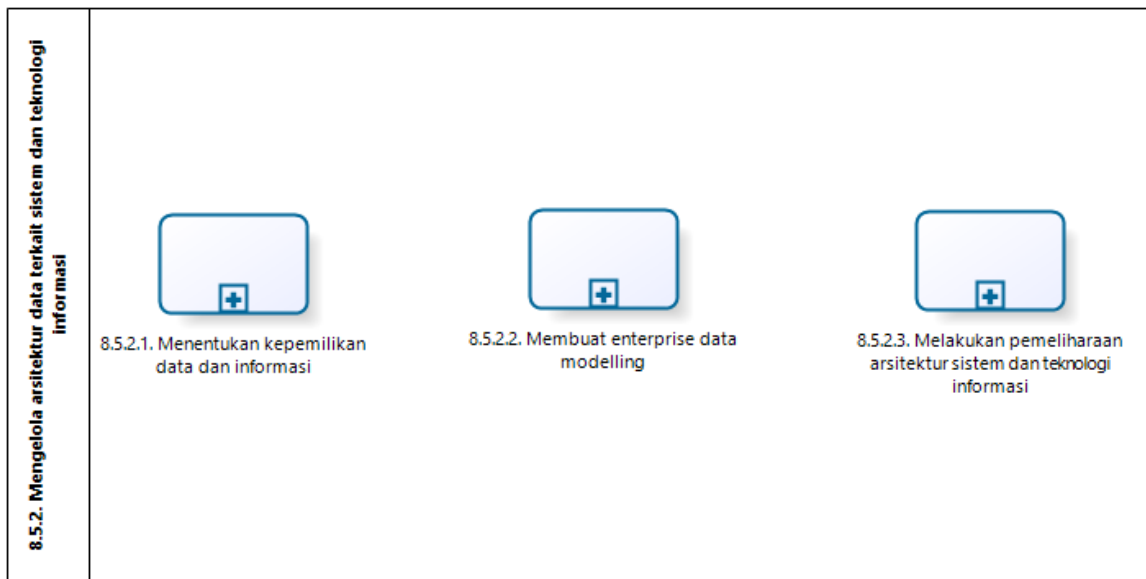 8.5.2. Mengelola arsitektur data terkait sistem dan teknologi
informasi
8.5.2.1. Menentukan kepemilikan
data dan informasi
8.5.2.2. Membuat enterprise data
modelling
8.5.2.3. Melakukan pemeliharaan
arsitektur sistem dan teknologi
informasi